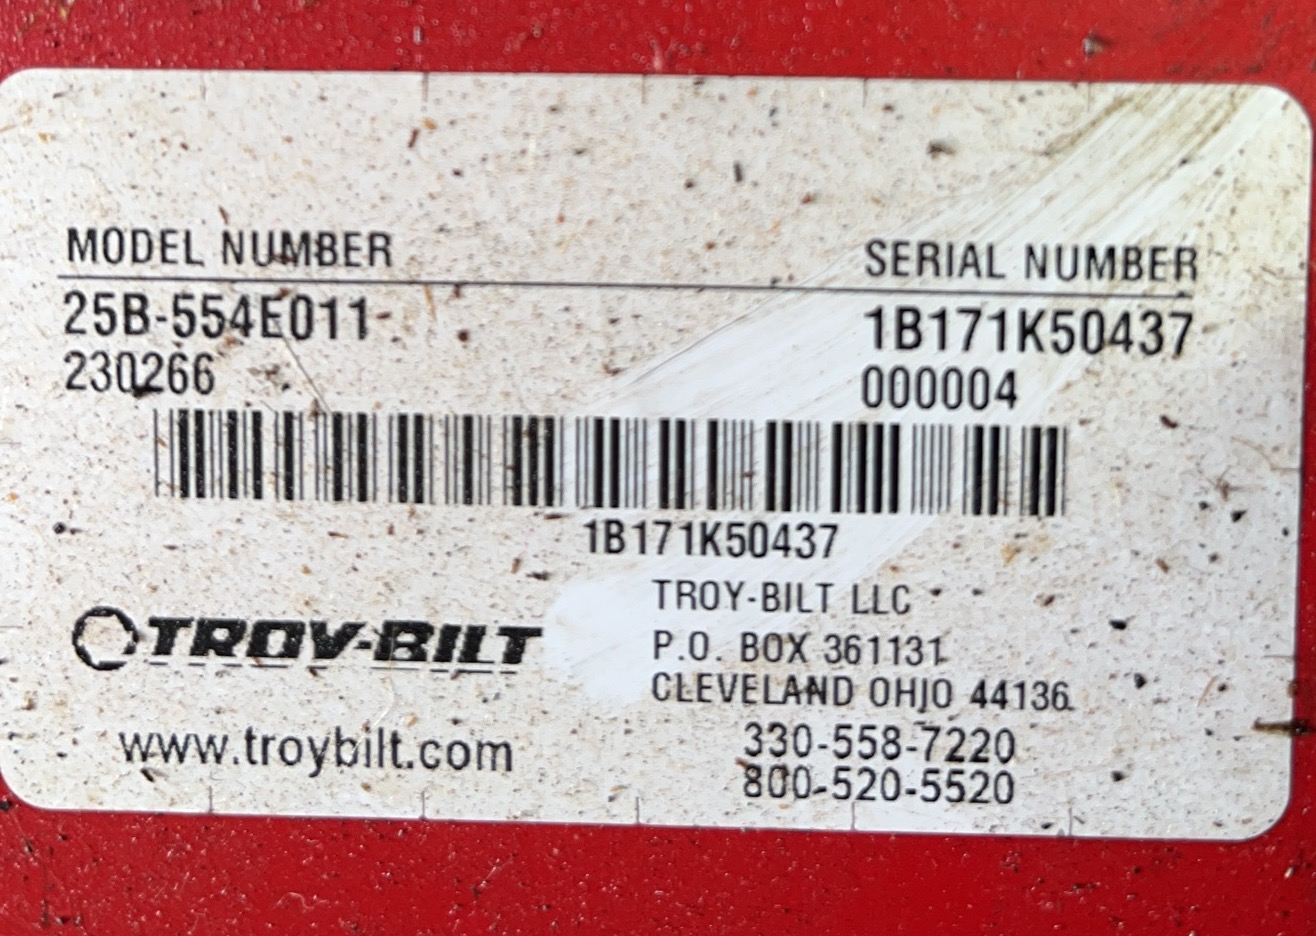 MODEL NUMBER SERIAL NUMBER
25B-554E011 1B171K50437
230266 000004
1B171K50437
TROY-BILT LLC
P.O. BOX 361131
TROY-BILT
CLEVELAND OHIO 44136
www.troybilt.com
330-558-7220
800-520-5520